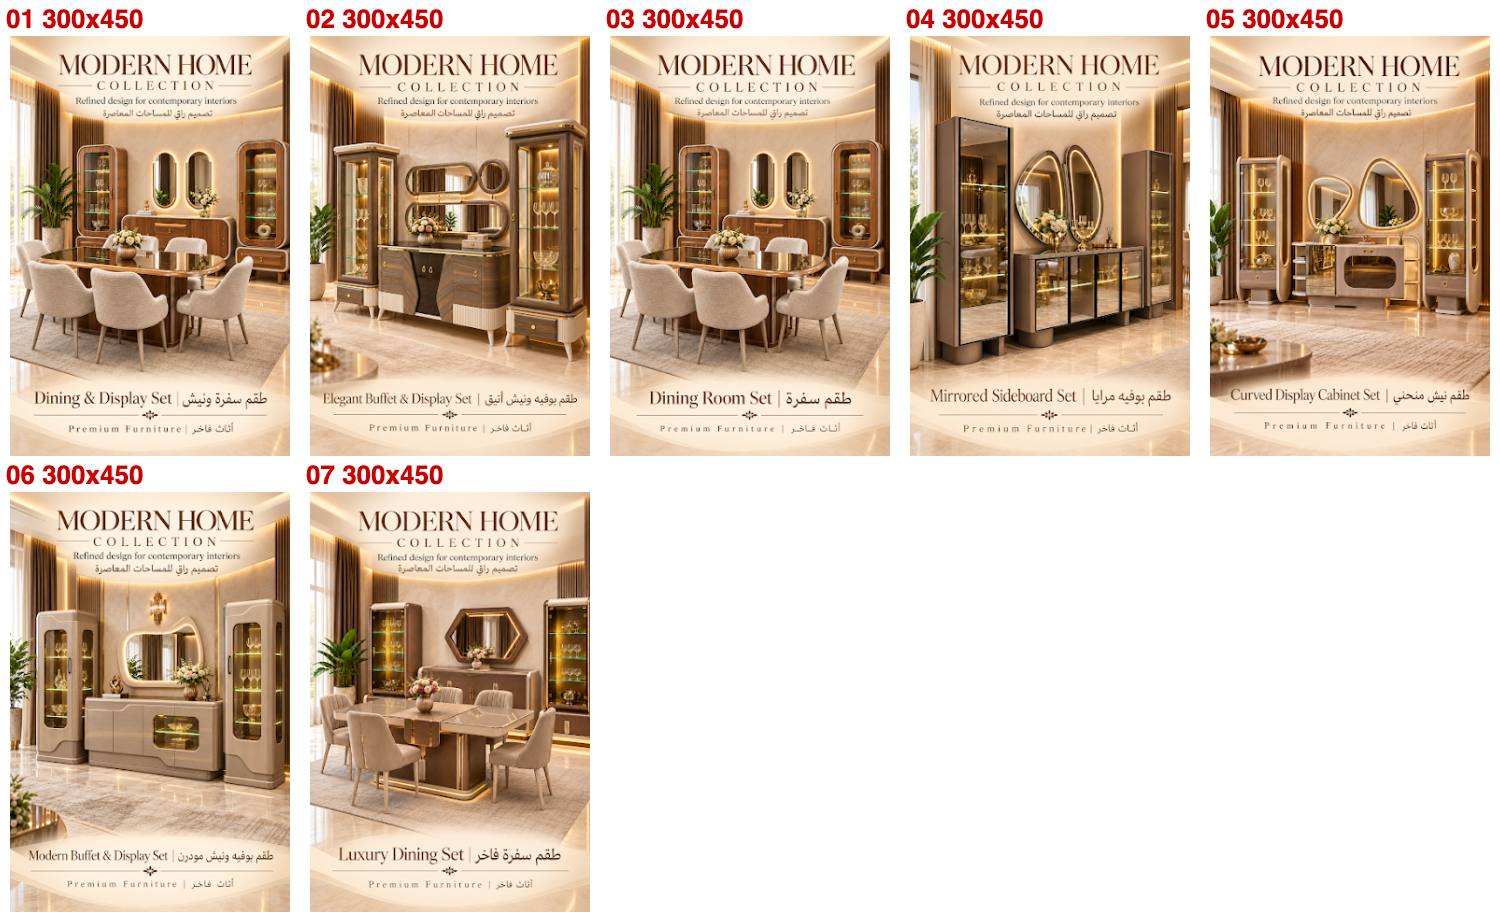 01 300x450
MODERN HOME
COLLECTION
Refined design for contemporary interiors
تصميم راقٍ للمساحات المعاصرة
Dining & Display Set | طقم سفرة ونيش
Premium Furniture | أثاث فاخر
02 300x450
MODERN HOME
COLLECTION
Refined design for contemporary interiors
تصميم راقٍ للمساحات المعاصرة
Elegant Buffet & Display Set | طقم بوفيه ونيش أنيق
Premium Furniture | أثاث فاخر
03 300x450
MODERN HOME
COLLECTION
Refined design for contemporary interiors
تصميم راقٍ للمساحات المعاصرة
Dining Room Set | طقم سفرة
Premium Furniture | أثاث فاخر
04 300x450
MODERN HOME
COLLECTION
Refined design for contemporary interiors
تصميم راقٍ للمساحات المعاصرة
Mirrored Sideboard Set | طقم بوفيه مرايا
Premium Furniture | أثاث فاخر
05 300x450
MODERN HOME
COLLECTION
Refined design for contemporary interiors
تصميم راقٍ للمساحات المعاصرة
Curved Display Cabinet Set | طقم نيش منحني
Premium Furniture | أثاث فاخر
06 300x450
MODERN HOME
COLLECTION
Refined design for contemporary interiors
تصميم راقٍ للمساحات المعاصرة
Modern Buffet & Display Set | طقم بوفيه ونيش مودرن
Premium Furniture | أثاث فاخر
07 300x450
MODERN HOME
COLLECTION
Refined design for contemporary interiors
تصميم راقٍ للمساحات المعاصرة
Luxury Dining Set | طقم سفرة فاخر
Premium Furniture | أثاث فاخر